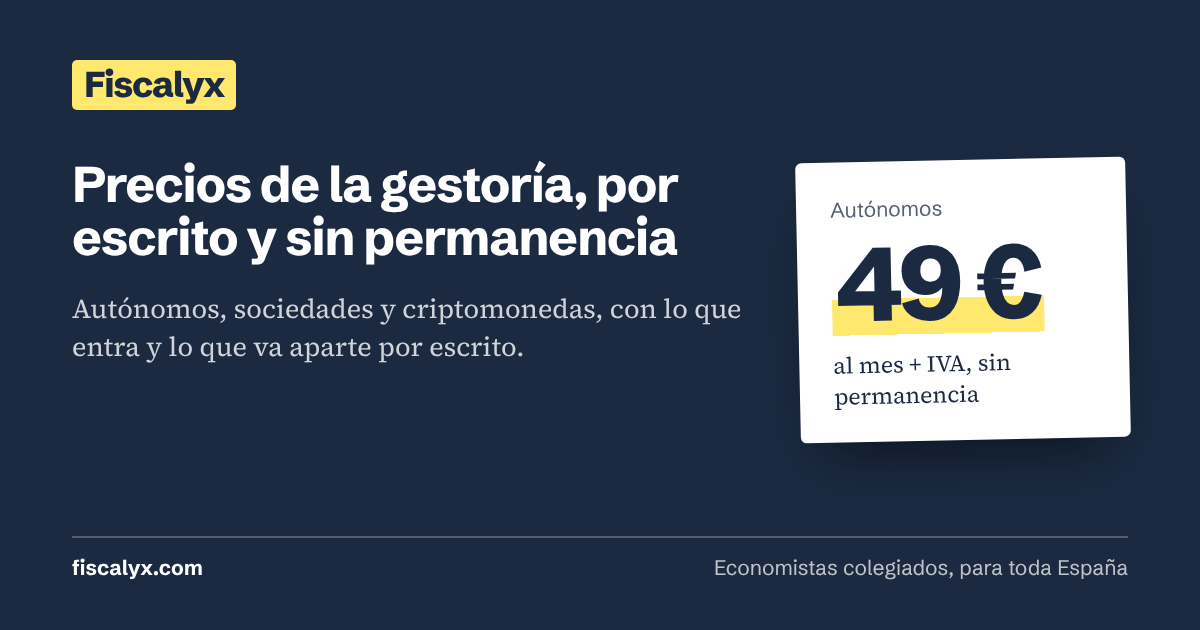 Fiscalyx
Precios de la gestoría, por
escrito y sin permanencia
Autónomos, sociedades y criptomonedas, con lo que
entra y lo que va aparte por escrito.
Autónomos
49 €
al mes + IVA, sin
permanencia
fiscalyx.com
Economistas colegiados, para toda España